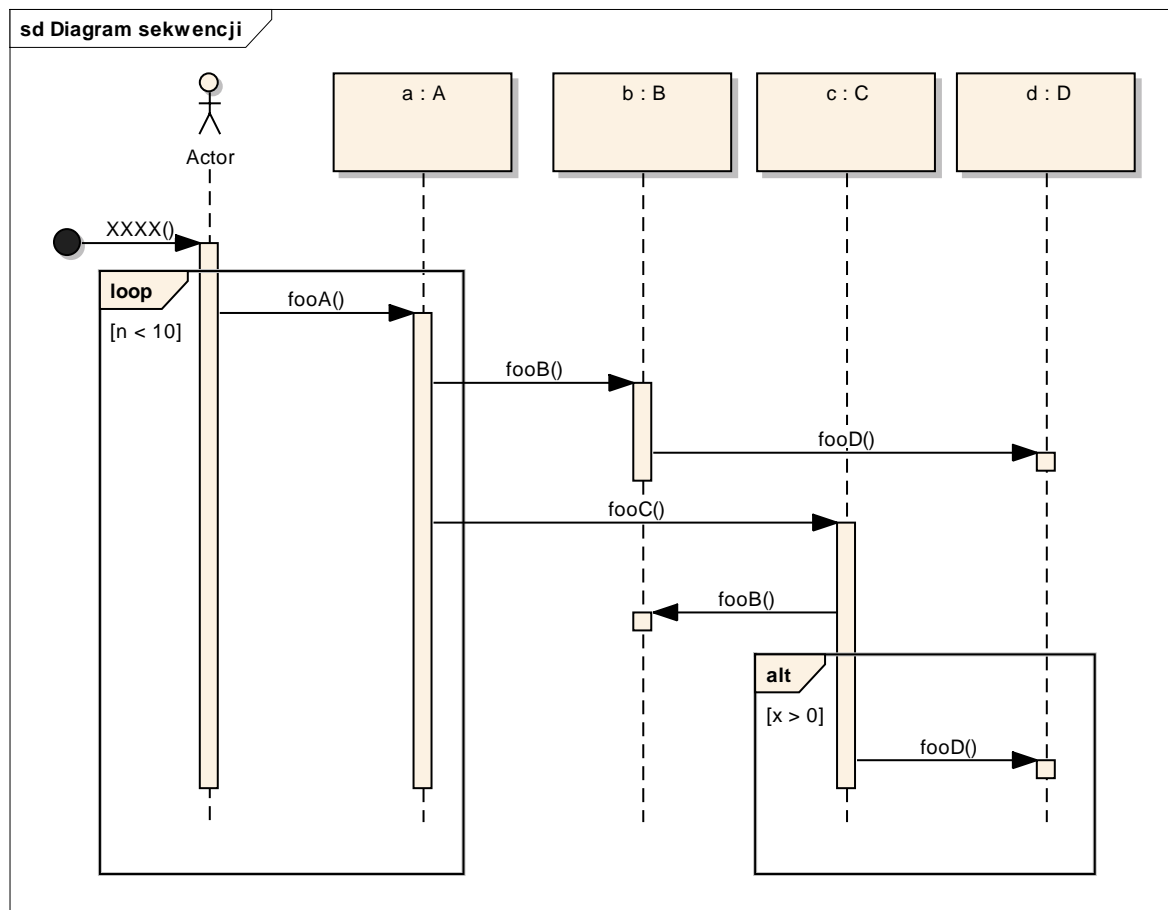 sd Diagram sekwencji
Actor
a : A
b : B
c : C
d : D
XXXX()
loop
[n < 10]
fooA()
fooB()
fooD()
fooC()
fooB()
alt
[x > 0]
fooD()